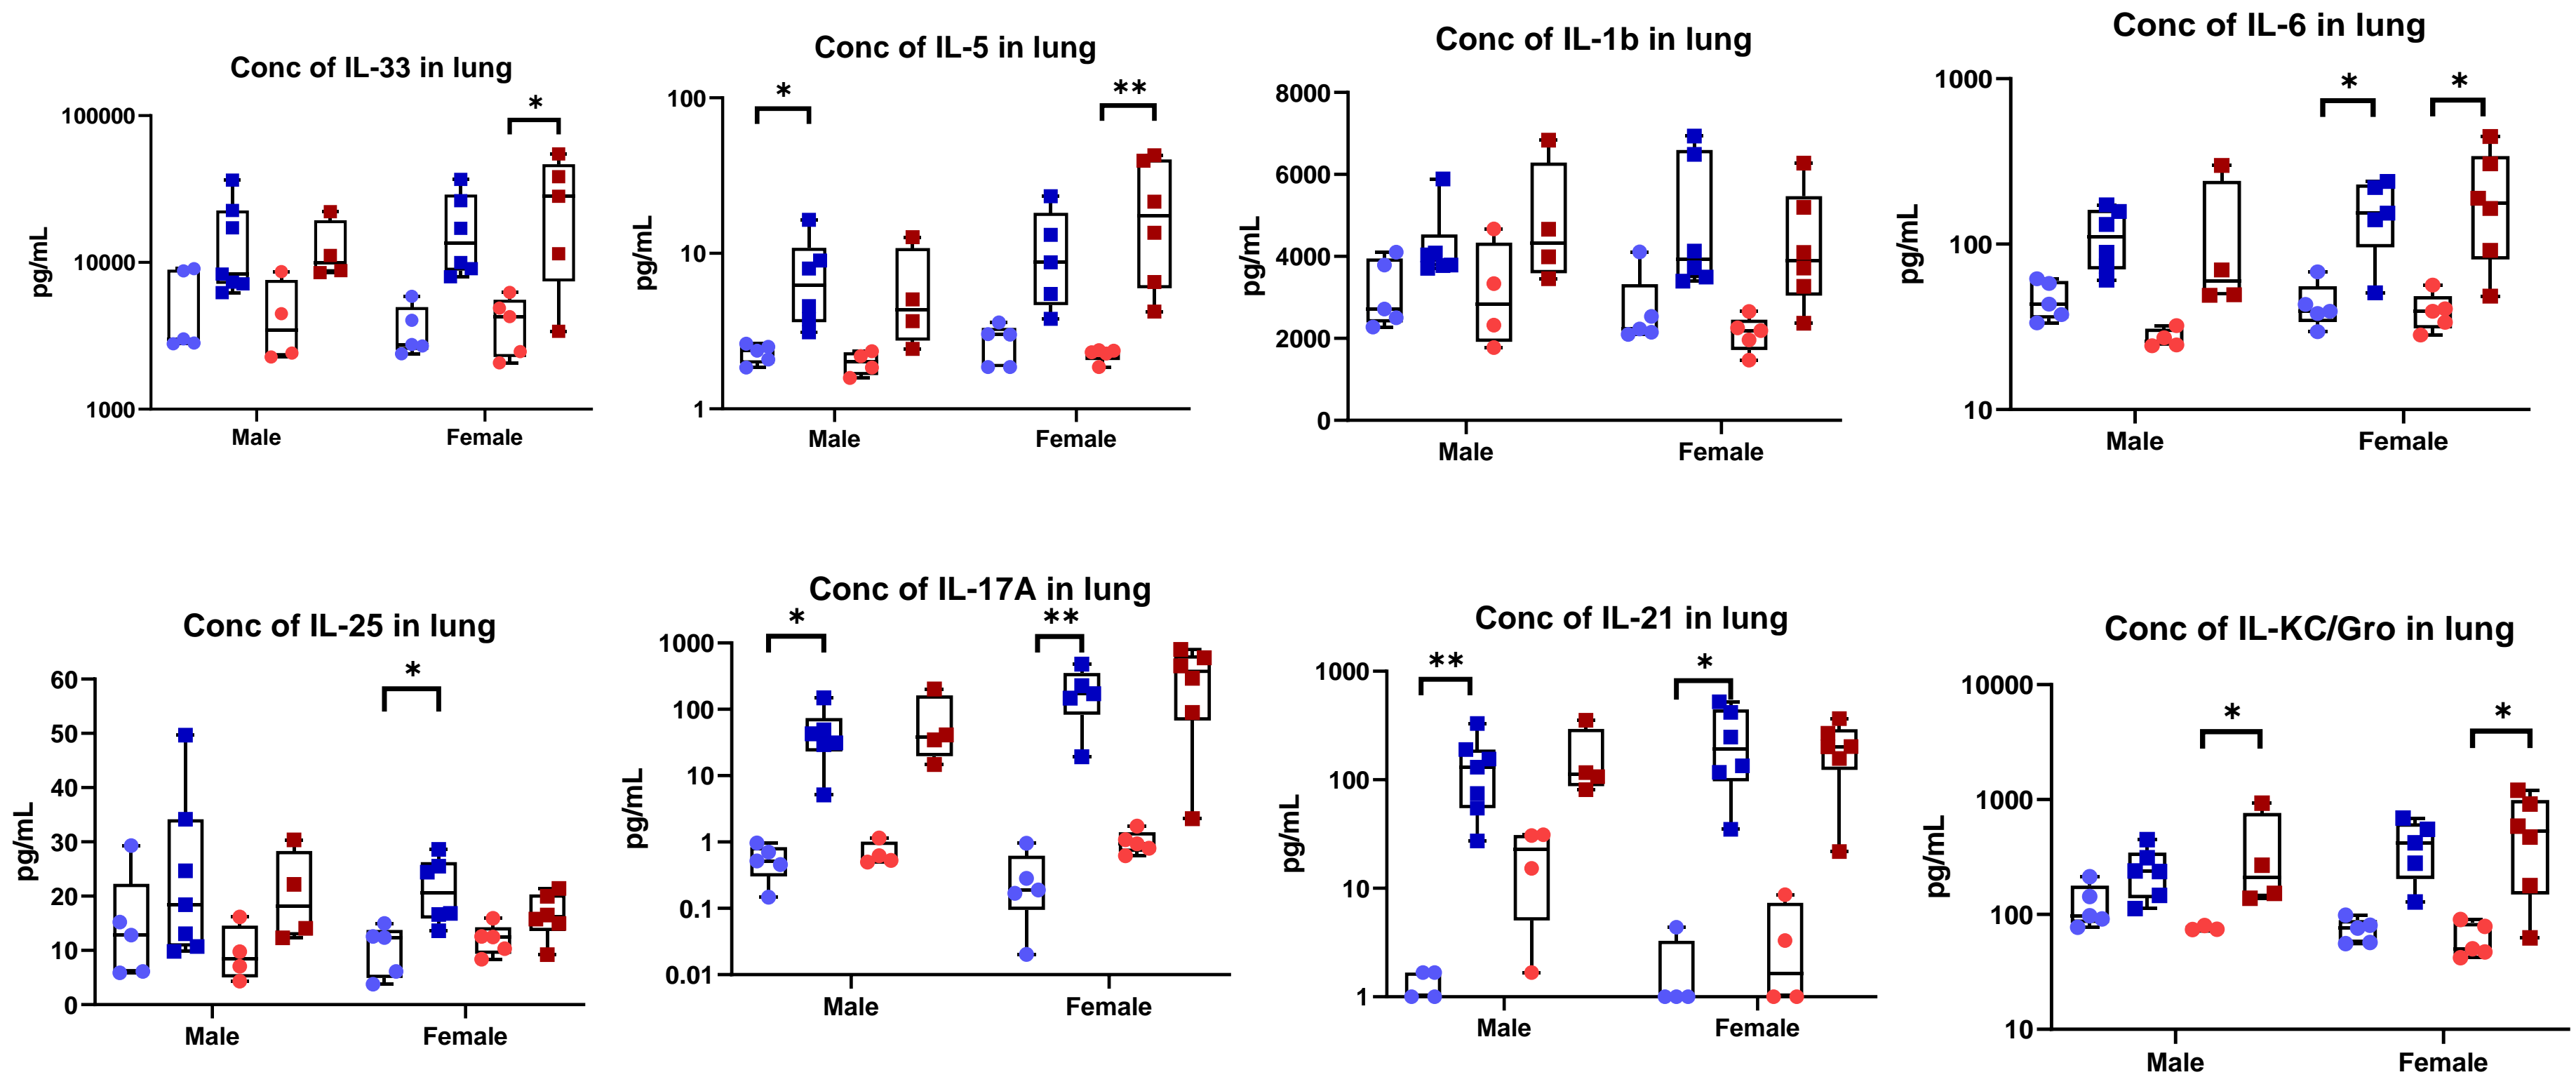 Conc of IL-33 in lung
*
100000
10000
1000
pg/mL
Male
Female
Conc of IL-5 in lung
*
**
100
10
1
pg/mL
Male
Female
Conc of IL-1b in lung
8000
6000
4000
2000
0
pg/mL
Male
Female
Conc of IL-6 in lung
*
*
1000
100
10
pg/mL
Male
Female
Conc of IL-25 in lung
*
60
50
40
30
20
10
0
pg/mL
Male
Female
Conc of IL-17A in lung
*
**
1000
100
10
1
0.1
0.01
pg/mL
Male
Female
Conc of IL-21 in lung
**
*
1000
100
10
1
pg/mL
Male
Female
Conc of IL-KC/Gro in lung
*
*
10000
1000
100
10
pg/mL
Male
Female